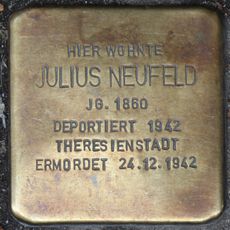 HIER WOHNTE
JULIUS NEUFELD
JG. 1860
DEPORTIERT 1942
THERESIENSTADT
ERMORDET 24.12.1942